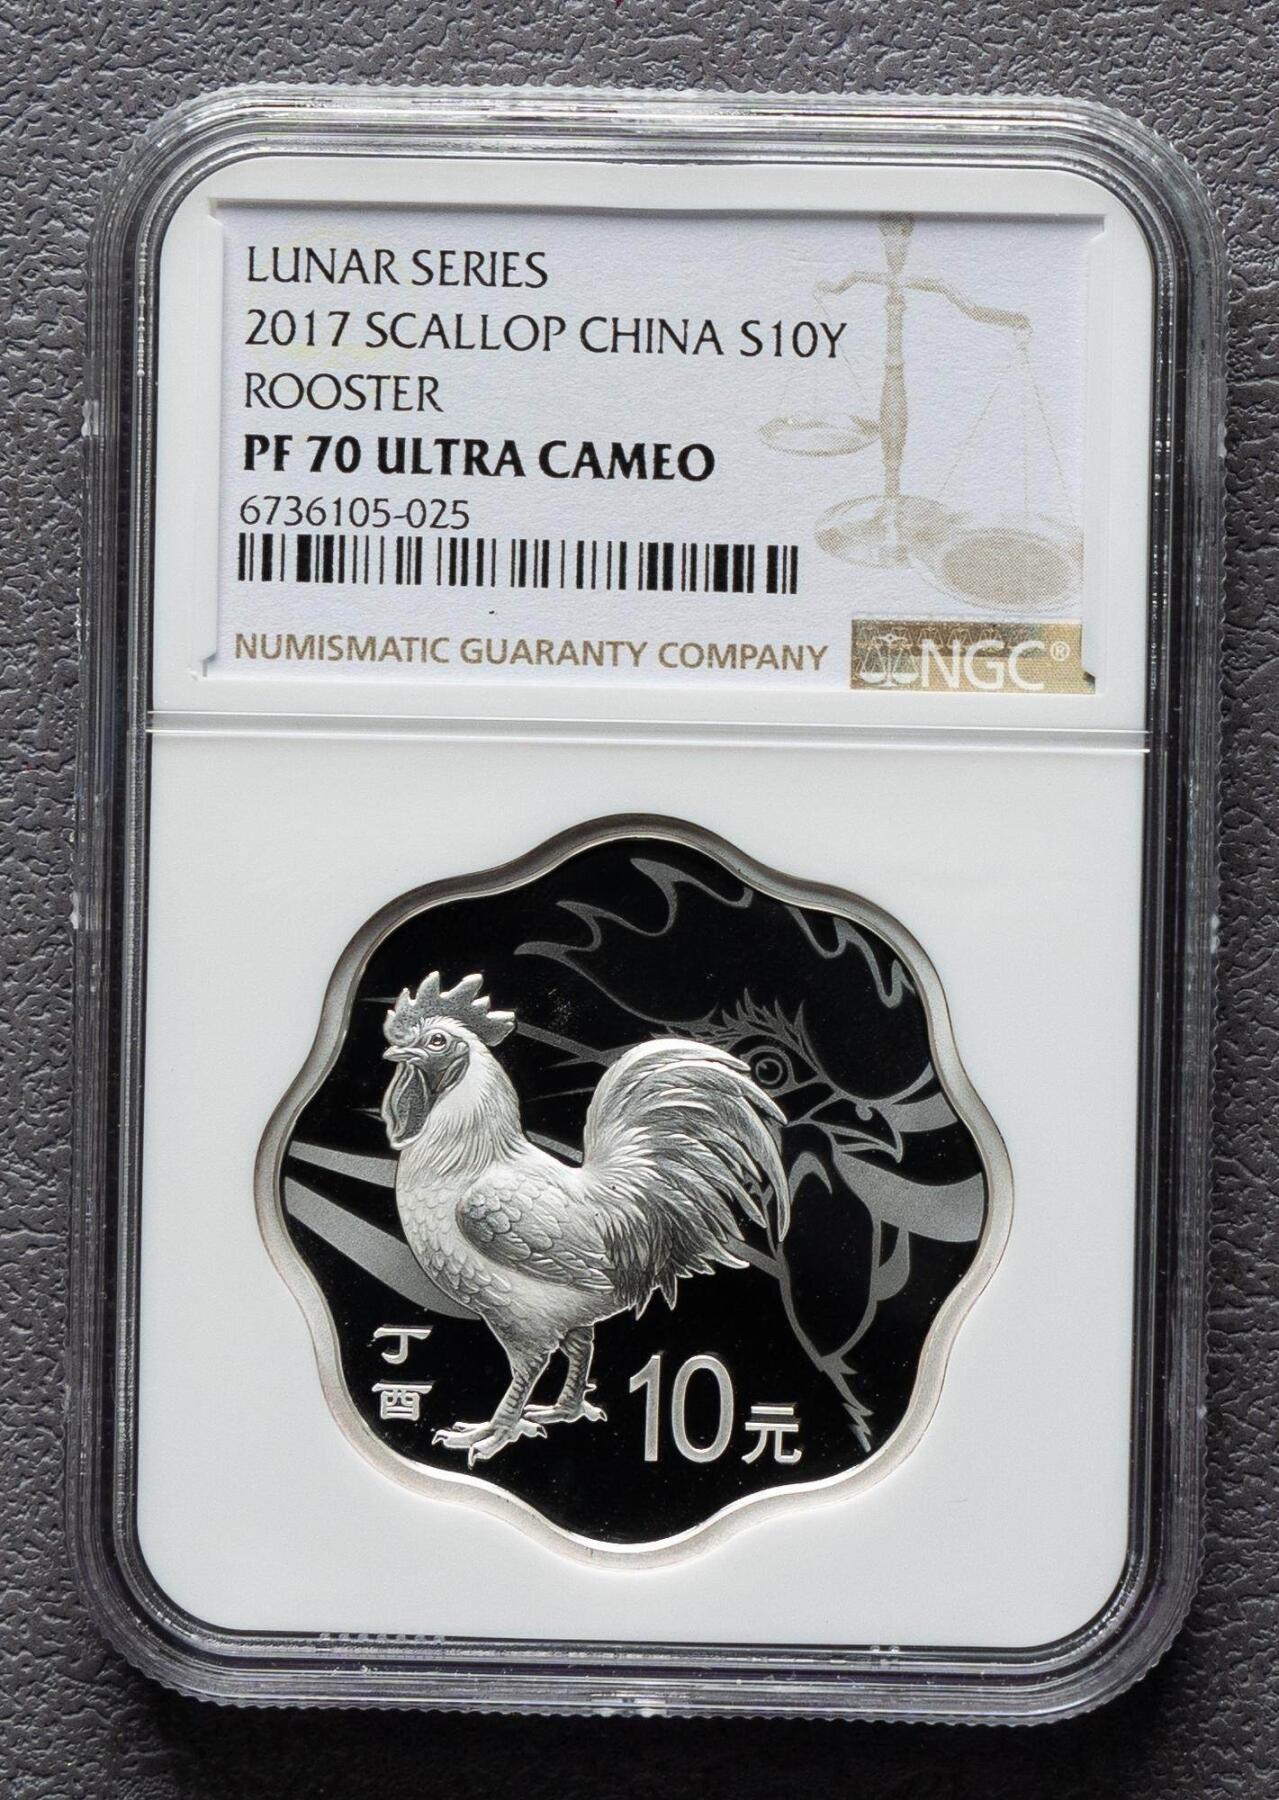 LUNAR SERIES
2017 SCALLOP CHINA S10Y
ROOSTER
PF 70 ULTRA CAMEO
6736105-025
NUMISMATIC GUARANTY COMPANY
NGC®
丁
酉
10元